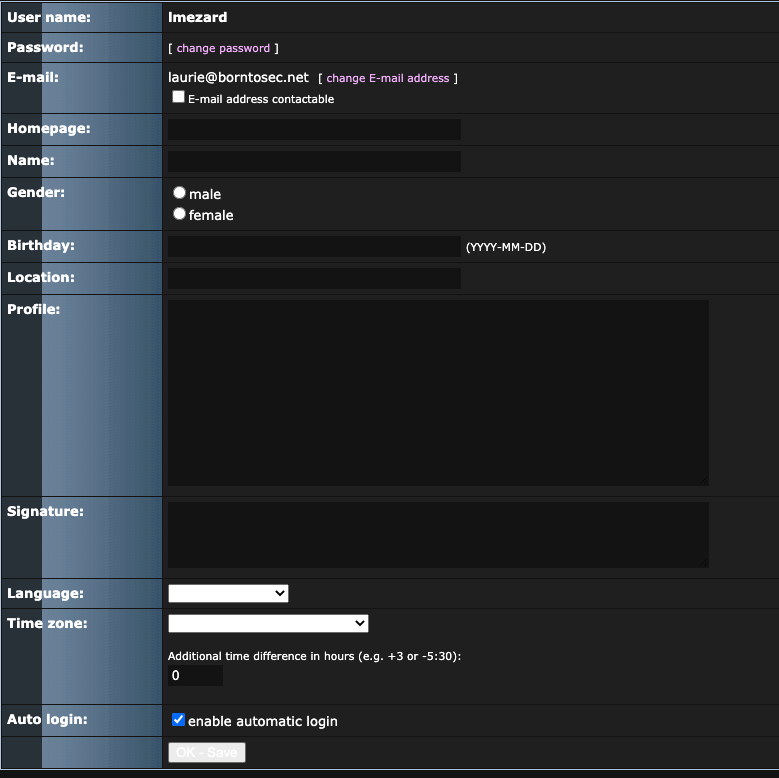 User name: lmezard
Password: [ change password ]
E-mail: laurie@borntosec.net [ change E-mail address ]
E-mail address contactable
Homepage:
Name:
Gender: male
female
Birthday: (YYYY-MM-DD)
Location:
Profile:
Signature:
Language:
Time zone:
Additional time difference in hours (e.g. +3 or -5:30):
0
Auto login: enable automatic login
OK - Save